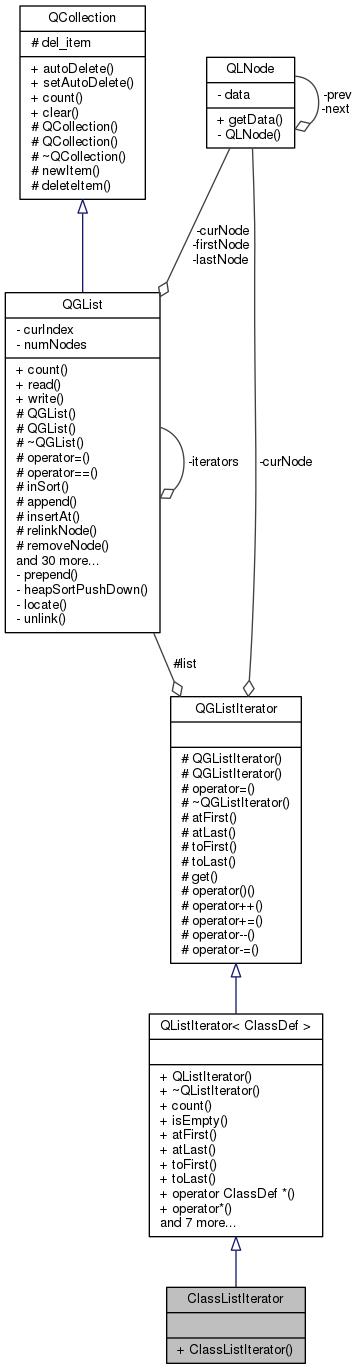 QCollection
# del_item
+ autoDelete()
+ setAutoDelete()
+ count()
+ clear()
# QCollection()
# QCollection()
# ~QCollection()
# newItem()
# deleteItem()
QLNode
- data
+ getData()
- QLNode()
-prev
-next
-curNode
-firstNode
-lastNode
QGList
- curIndex
- numNodes
+ count()
+ read()
+ write()
# QGList()
# QGList()
# ~QGList()
# operator=()
# operator==()
# inSort()
# append()
# insertAt()
# relinkNode()
# removeNode()
and 30 more...
- prepend()
- heapSortPushDown()
- locate()
- unlink()
-iterators
-curNode
#list
QGListIterator
# QGListIterator()
# QGListIterator()
# operator=()
# ~QGListIterator()
# atFirst()
# atLast()
# toFirst()
# toLast()
# get()
# operator()()
# operator++()
# operator+=()
# operator--()
# operator-=()
QListIterator< ClassDef >
+ QListIterator()
+ ~QListIterator()
+ count()
+ isEmpty()
+ atFirst()
+ atLast()
+ toFirst()
+ toLast()
+ operator ClassDef *()
+ operator*()
and 7 more...
ClassListIterator
+ ClassListIterator()